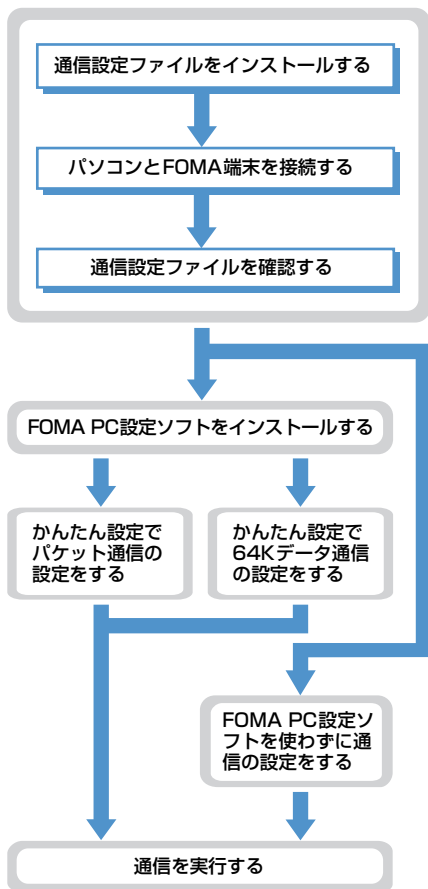 通信設定ファイルをインストールする
パソコンとFOMA端末を接続する
通信設定ファイルを確認する
FOMA PC設定ソフトをインストールする
かんたん設定で
パケット通信の
設定をする
かんたん設定で
64Kデータ通信
の設定をする
FOMA PC設定ソ
フトを使わずに通
信の設定をする
通信を実行する